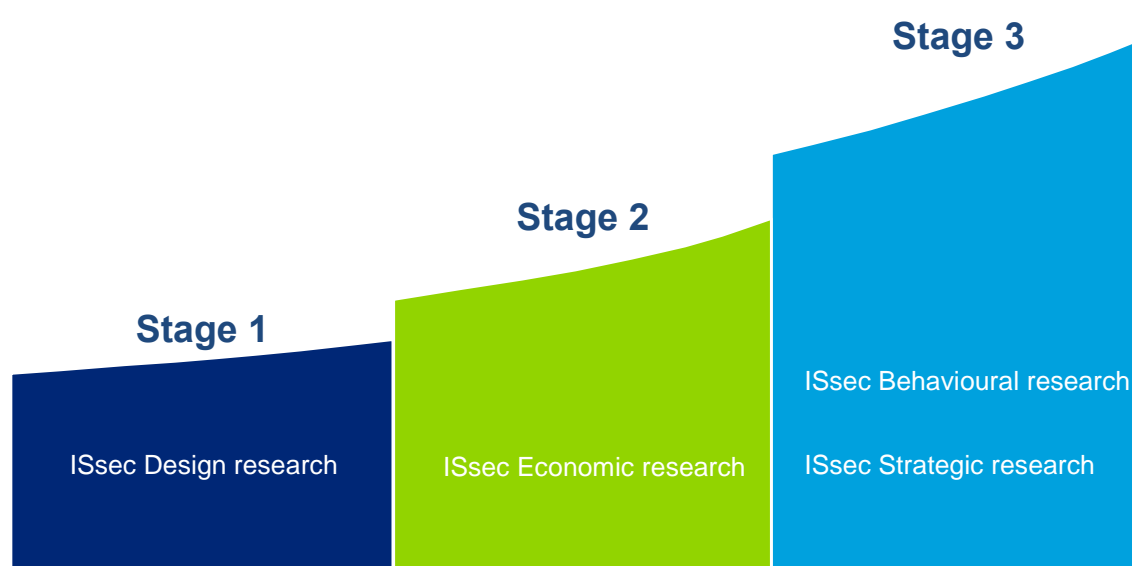 Stage 1
ISsec Design research
Stage 2
ISsec Economic research
Stage 3
ISsec Behavioural research
ISsec Strategic research